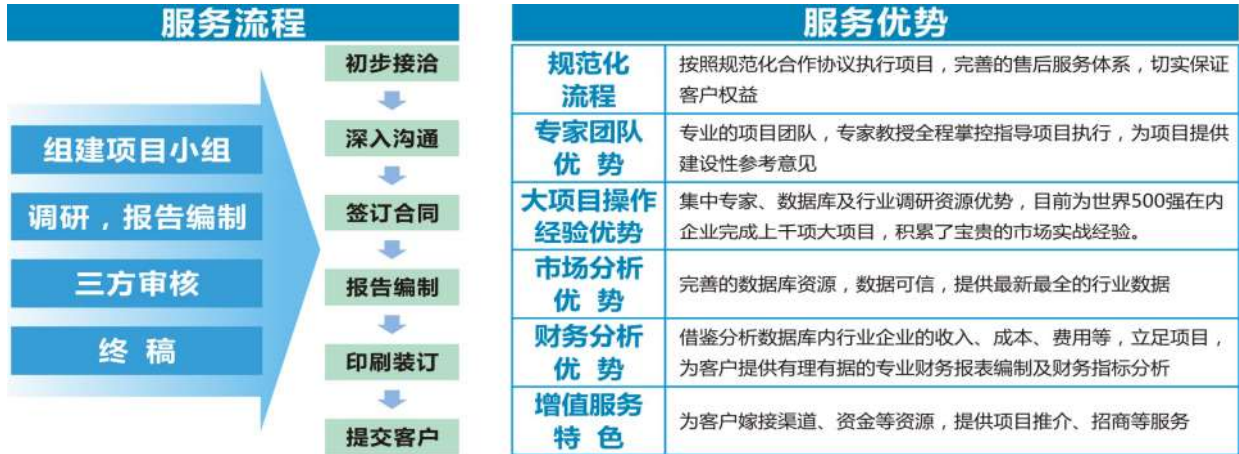 服务流程
组建项目小组
调研，报告编制
三方审核
终 稿
初步接洽
深入沟通
签订合同
报告编制
印刷装订
提交客户
服务优势
规范化
流程
按照规范化合作协议执行项目，完善的售后服务体系，切实保证
客户权益
专家团队
优 势
专业的项目团队，专家教授全程掌控指导项目执行，为项目提供
建设性参考意见
大项目操作
经验优势
集中专家、数据库及行业调研资源优势，目前为世界500强在内
企业完成上千项大项目，积累了宝贵的市场实战经验。
市场分析
优 势
完善的数据库资源，数据可信，提供最新最全的行业数据
财务分析
优 势
借鉴分析数据库内行业企业的收入、成本、费用等，立足项目，
为客户提供有理有据的专业财务报表编制及财务指标分析
增值服务
特 色
为客户嫁接渠道、资金等资源，提供项目推介、招商等服务